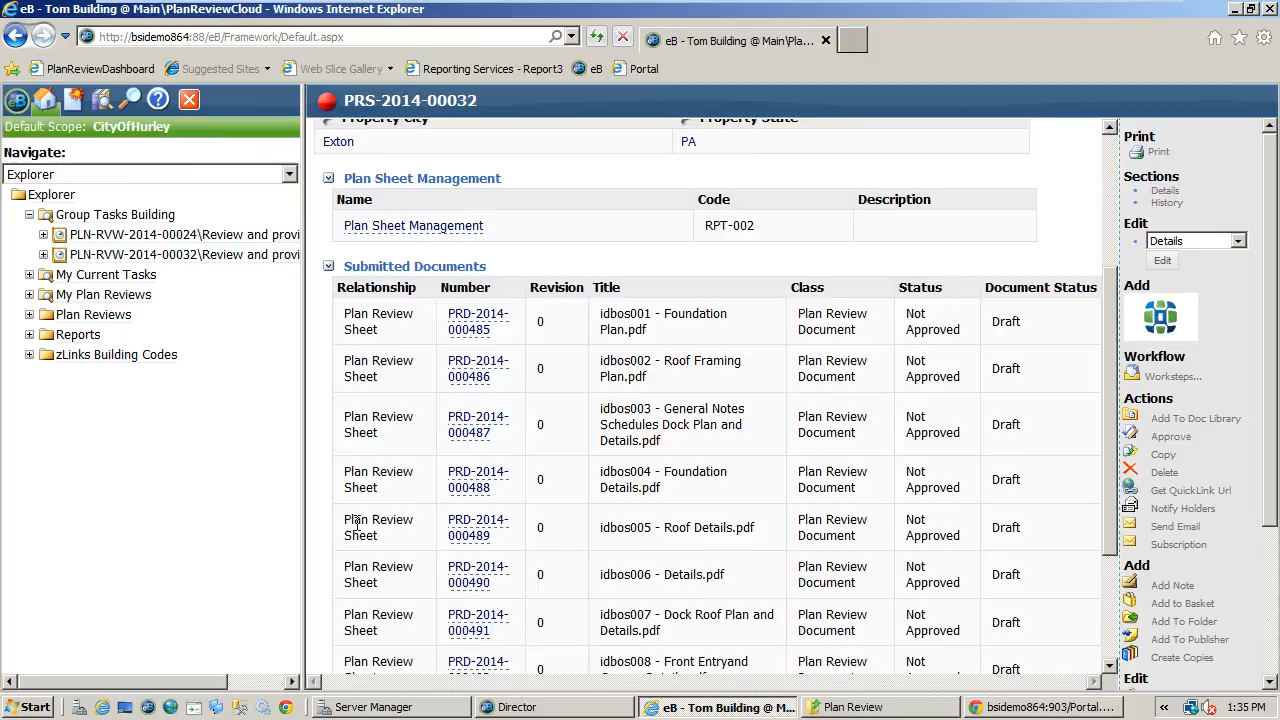 eB - Tom Building @ Main\PlanReviewCloud - Windows Internet Explorer
http://bsidemo864:88/eB/Framework/Default.aspx
eB - Tom Building @ Main\Pla...
PlanReviewDashboard
Suggested Sites
Web Slice Gallery
Reporting Services - Report3
eB
Portal
eB
PRS-2014-00032
Default Scope: CityOfHurley
Navigate:
Explorer
Explorer
Group Tasks Building
PLN-RVW-2014-00024\Review and provi
PLN-RVW-2014-00032\Review and provi
My Current Tasks
My Plan Reviews
Plan Reviews
Reports
zLinks Building Codes
Property City Property State
Exton PA
Plan Sheet Management
Name Code Description
Plan Sheet Management RPT-002
Submitted Documents
Relationship Number Revision Title Class Status Document Status
Plan Review Sheet PRD-2014-000485 0 idbos001 - Foundation Plan.pdf Plan Review Document Not Approved Draft
Plan Review Sheet PRD-2014-000486 0 idbos002 - Roof Framing Plan.pdf Plan Review Document Not Approved Draft
Plan Review Sheet PRD-2014-000487 0 idbos003 - General Notes Schedules Dock Plan and Details.pdf Plan Review Document Not Approved Draft
Plan Review Sheet PRD-2014-000488 0 idbos004 - Foundation Details.pdf Plan Review Document Not Approved Draft
Plan Review Sheet PRD-2014-000489 0 idbos005 - Roof Details.pdf Plan Review Document Not Approved Draft
Plan Review Sheet PRD-2014-000490 0 idbos006 - Details.pdf Plan Review Document Not Approved Draft
Plan Review Sheet PRD-2014-000491 0 idbos007 - Dock Roof Plan and Details.pdf Plan Review Document Not Approved Draft
Plan Review PRD-2014- 0 idbos008 - Front Entryand Plan Review Not Draft
Print
Print
Sections
Details
History
Edit
Details
Edit
Add
Workflow
Worksteps...
Actions
Add To Doc Library
Approve
Copy
Delete
Get QuickLink Url
Notify Holders
Send Email
Subscription
Add
Add Note
Add to Basket
Add To Folder
Add To Publisher
Create Copies
Edit
Start
Server Manager
Director
eB - Tom Building @ M...
Plan Review
bsidemo864:903/Portal...
«
1:35 PM